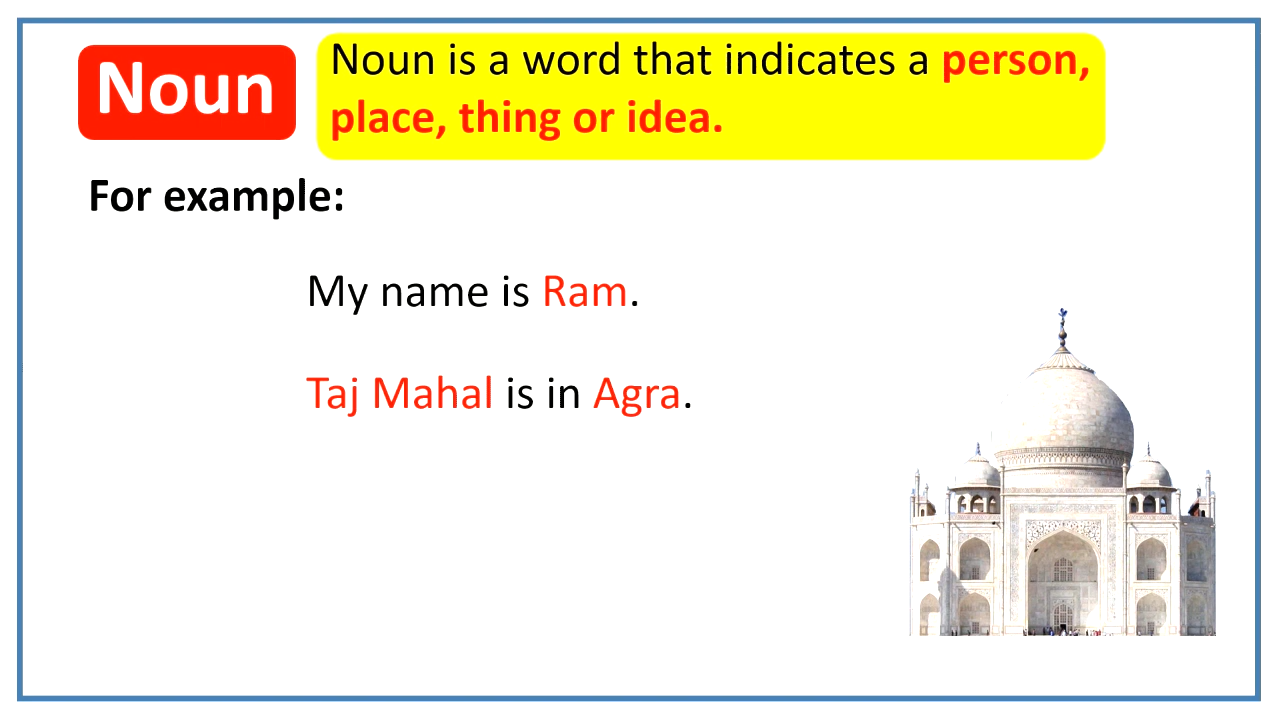 Noun
Noun is a word that indicates a person,
place, thing or idea.
For example:
My name is Ram.
Taj Mahal is in Agra.